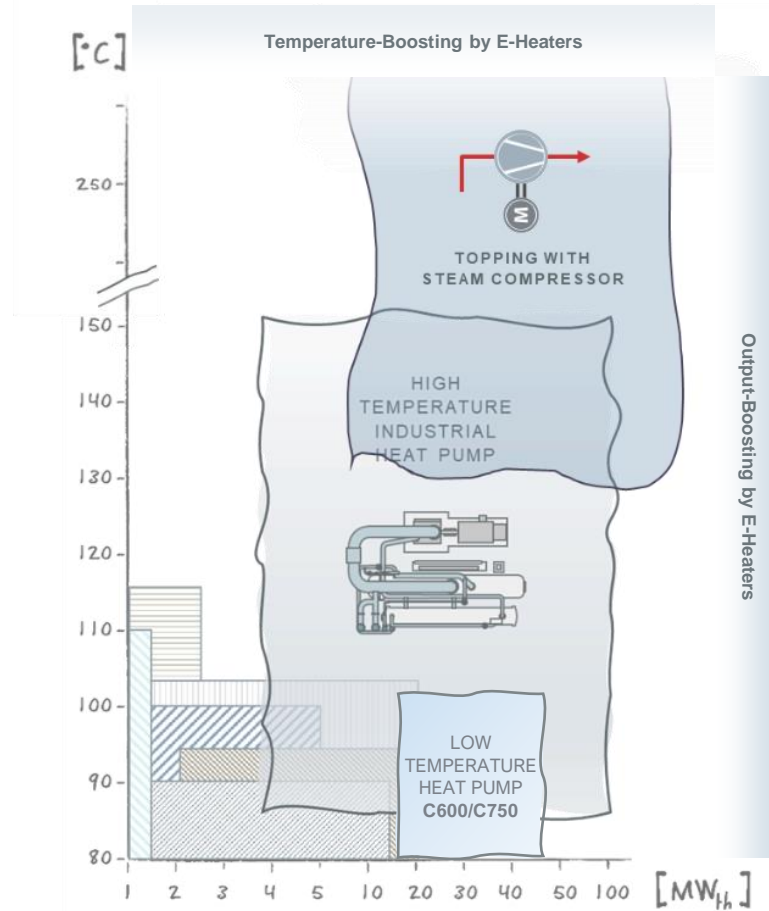 Temperature-Boosting by E-Heaters
[°C]
250
150
140
130
120
110
100
90
80
TOPPING WITH
STEAM COMPRESSOR
M
HIGH
TEMPERATURE
INDUSTRIAL
HEAT PUMP
LOW
TEMPERATURE
HEAT PUMP
C600/C750
Output-Boosting by E-Heaters
1 2 3 4 5 10 20 30 40 50 100 [MWth]